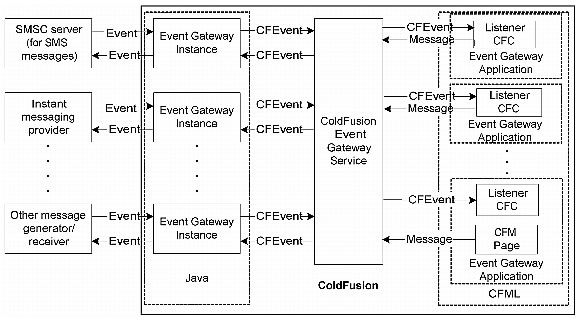 SMSC server
(for SMS
messages)
Event
Event
Event Gateway
Instance
CFEvent
CFEvent
CFEvent
Message
Listener
CFC
Event Gateway
Application
Instant
messaging
provider
Event
Event
Event Gateway
Instance
CFEvent
CFEvent
ColdFusion
Event
Gateway
Service
CFEvent
Message
Listener
CFC
Event Gateway
Application
Other message
generator/
receiver
Event
Event
Event Gateway
Instance
CFEvent
CFEvent
CFEvent
Message
Listener
CFC
CFM
Page
Event Gateway
Application
Java
ColdFusion
CFML